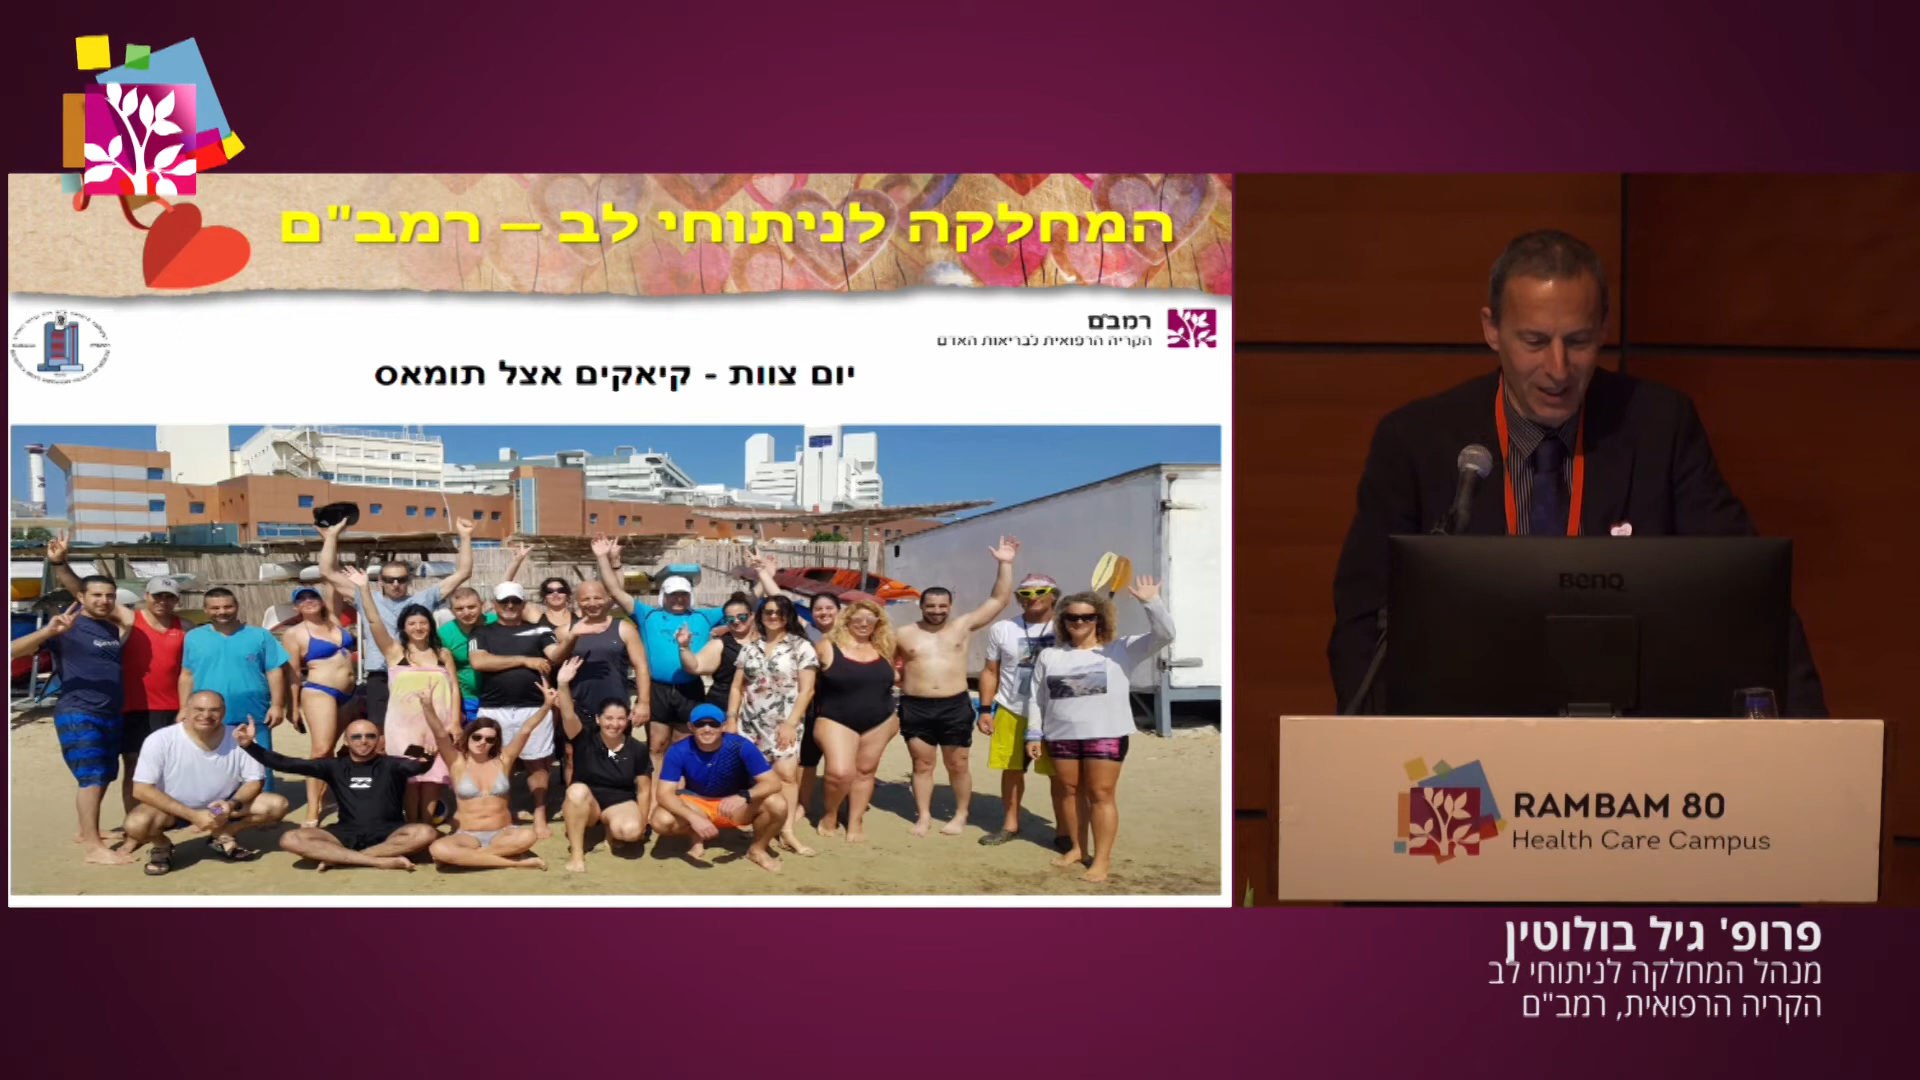 המחלקה לניתוחי לב – רמב"ם
רמב"ם
הקריה הרפואית לבריאות האדם
יום צוות - קיאקים אצל תומאס
BenQ
RAMBAM 80
Health Care Campus
פרופ' גיל בולוטין
מנהל המחלקה לניתוחי לב
הקריה הרפואית, רמב"ם